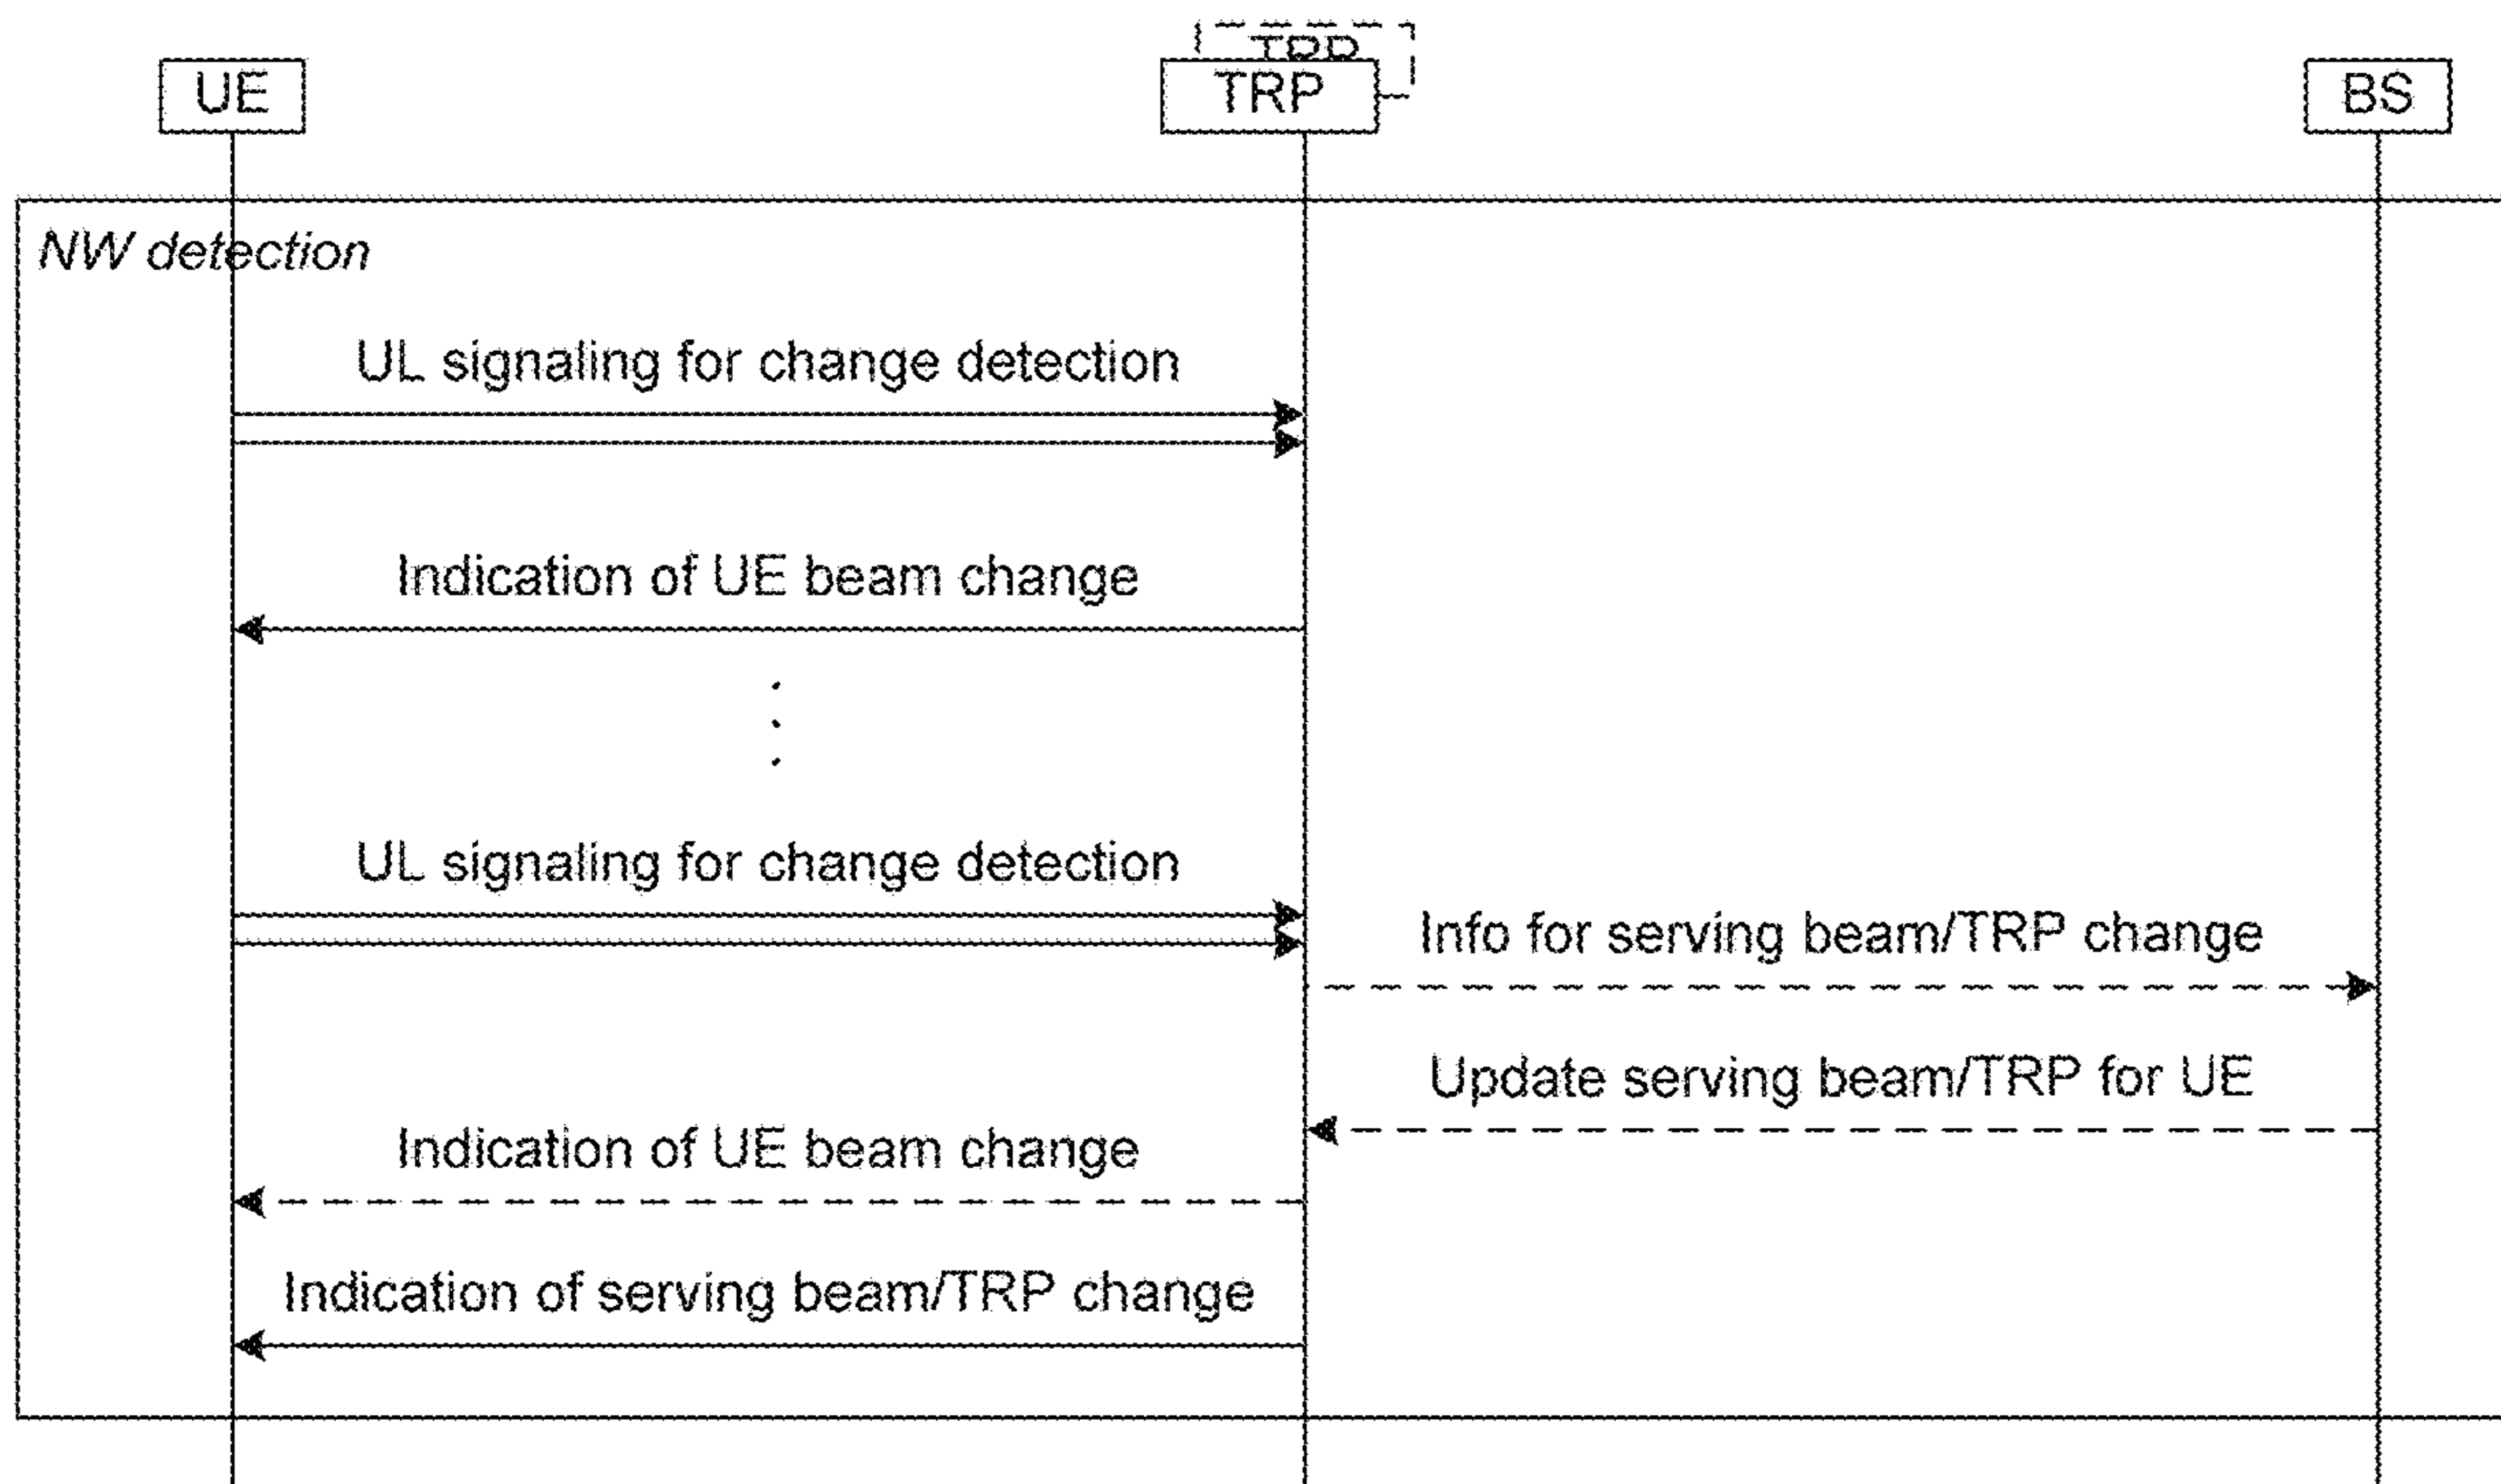 TRP
UE
TRP
BS
NW detection
UL signaling for change detection
Indication of UE beam change
UL signaling for change detection
Info for serving beam/TRP change
Update serving beam/TRP for UE
Indication of UE beam change
Indication of serving beam/TRP change